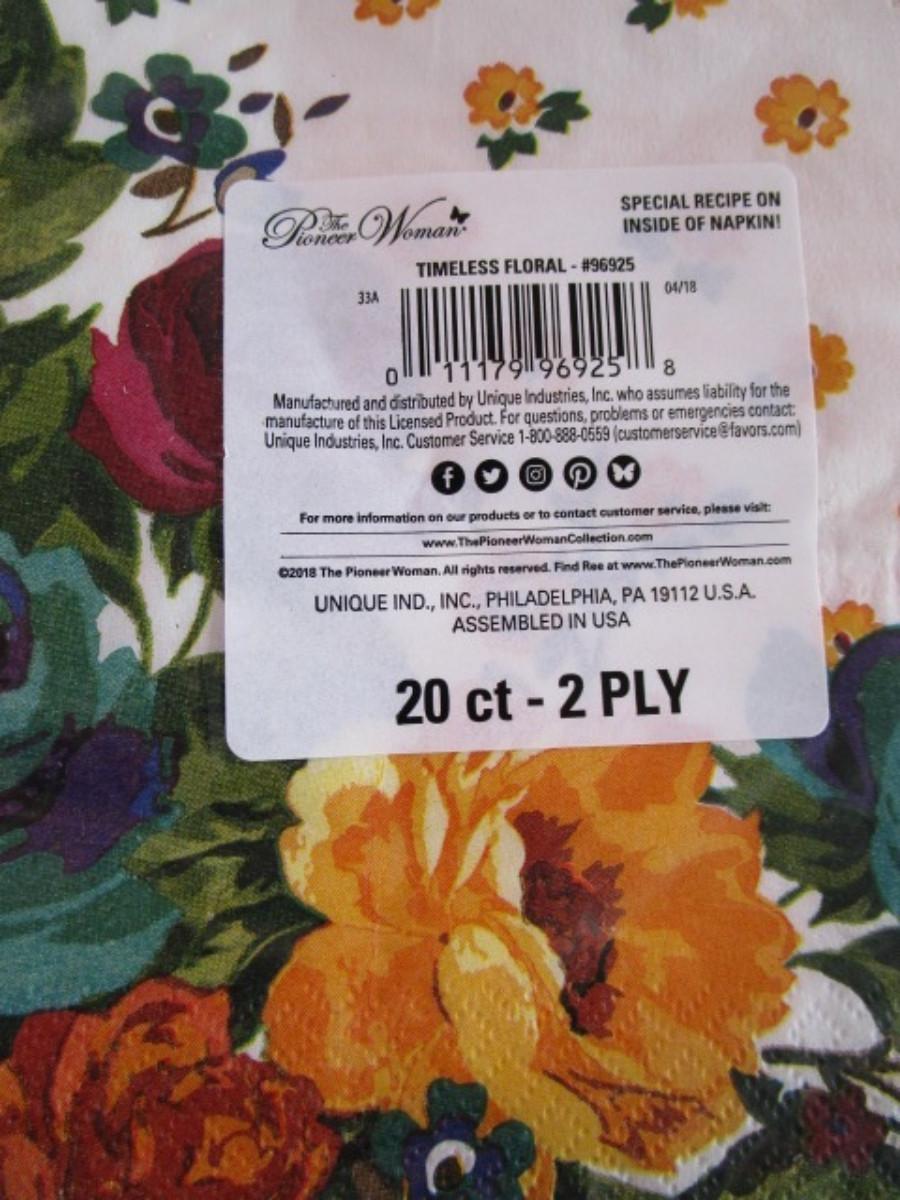 The Pioneer Woman
SPECIAL RECIPE ON
INSIDE OF NAPKIN!
TIMELESS FLORAL - #96925
33A
04/18
0 11179 96925 8
Manufactured and distributed by Unique Industries, Inc. who assumes liability for the
manufacture of this Licensed Product. For questions, problems or emergencies contact:
Unique Industries, Inc. Customer Service 1-800-888-0559 (customerservice@favors.com)
For more information on our products or to contact customer service, please visit:
www.ThePioneerWomanCollection.com
©2018 The Pioneer Woman. All rights reserved. Find Ree at www.ThePioneerWoman.com
UNIQUE IND., INC., PHILADELPHIA, PA 19112 U.S.A.
ASSEMBLED IN USA
20 ct - 2 PLY